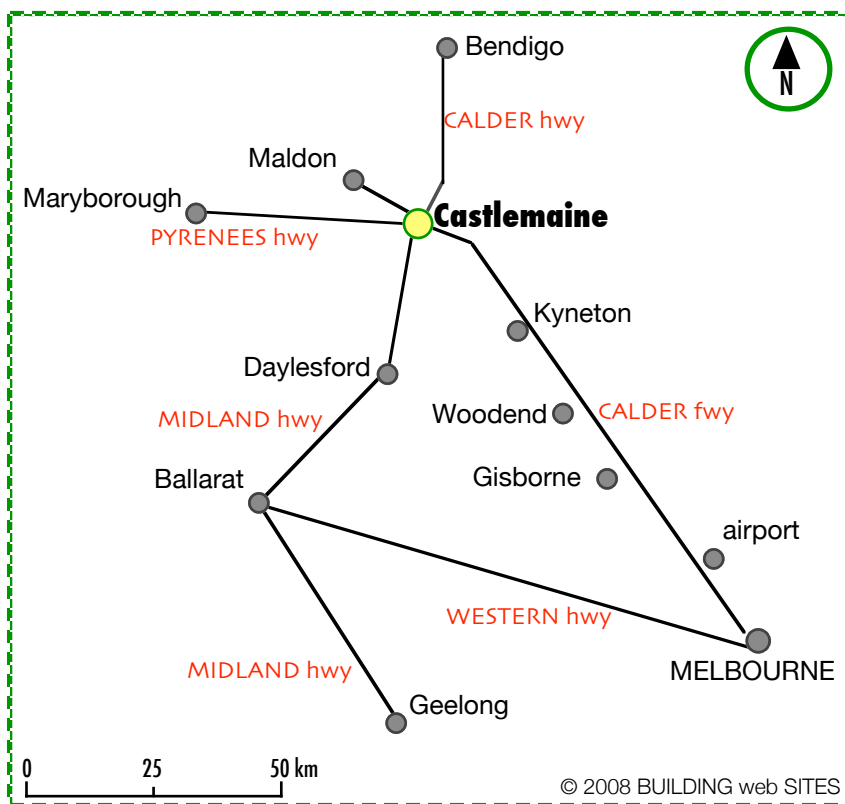 Bendigo
N
CALDER hwy
Maldon
Maryborough
Castlemaine
PYRENEES hwy
Kyneton
Daylesford
MIDLAND hwy
Woodend
CALDER fwy
Ballarat
Gisborne
airport
WESTERN hwy
MELBOURNE
MIDLAND hwy
Geelong
0 25 50 km
© 2008 BUILDING web SITES